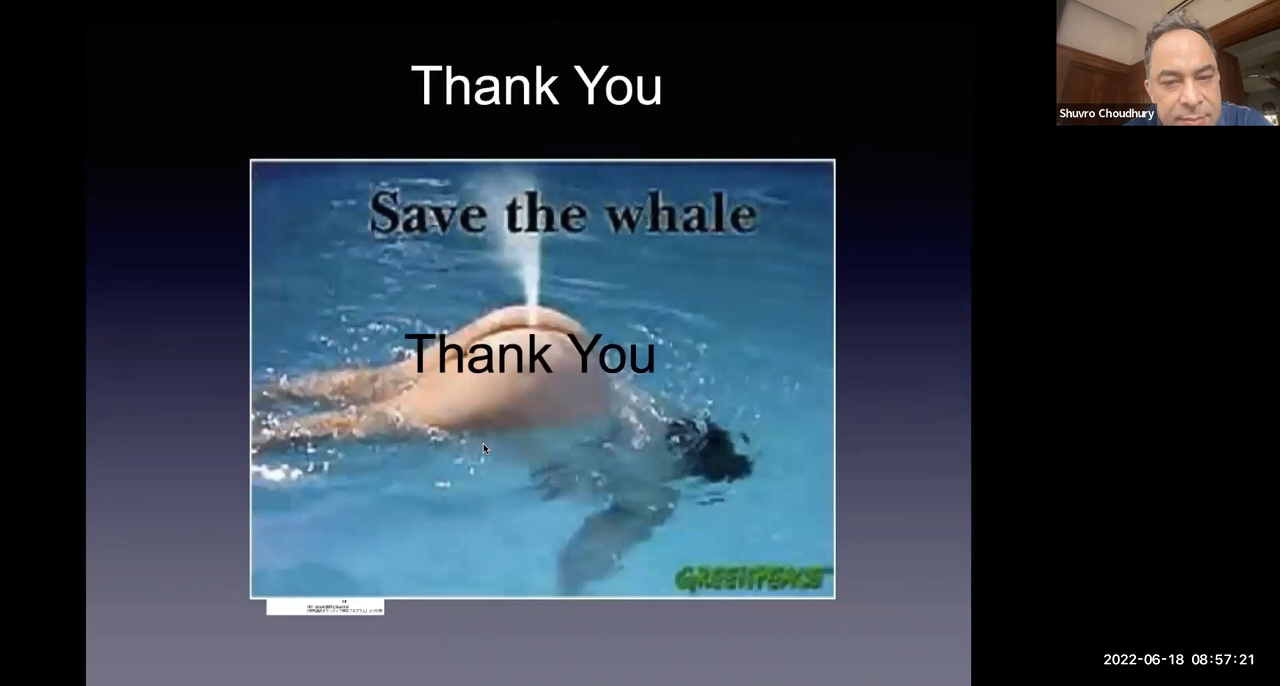 Thank You
Shuvro Choudhury
Save the whale
Thank You
GREENPEACE
2022-06-18 08:57:21